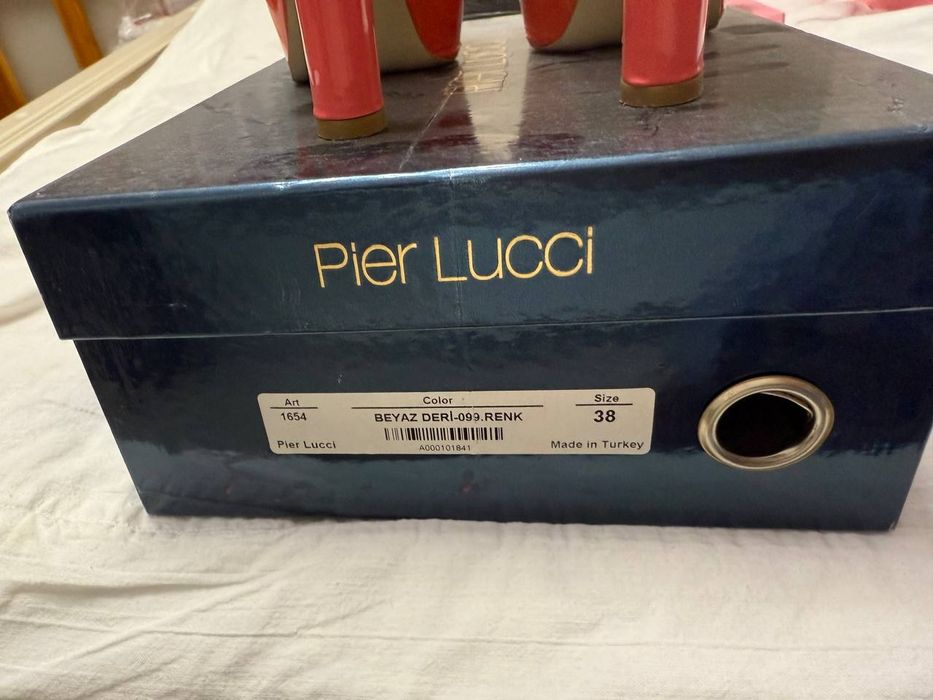 Pier Lucci
Art Color Size
1654 BEYAZ DERİ-099.RENK 38
Pier Lucci A000101841 Made in Turkey